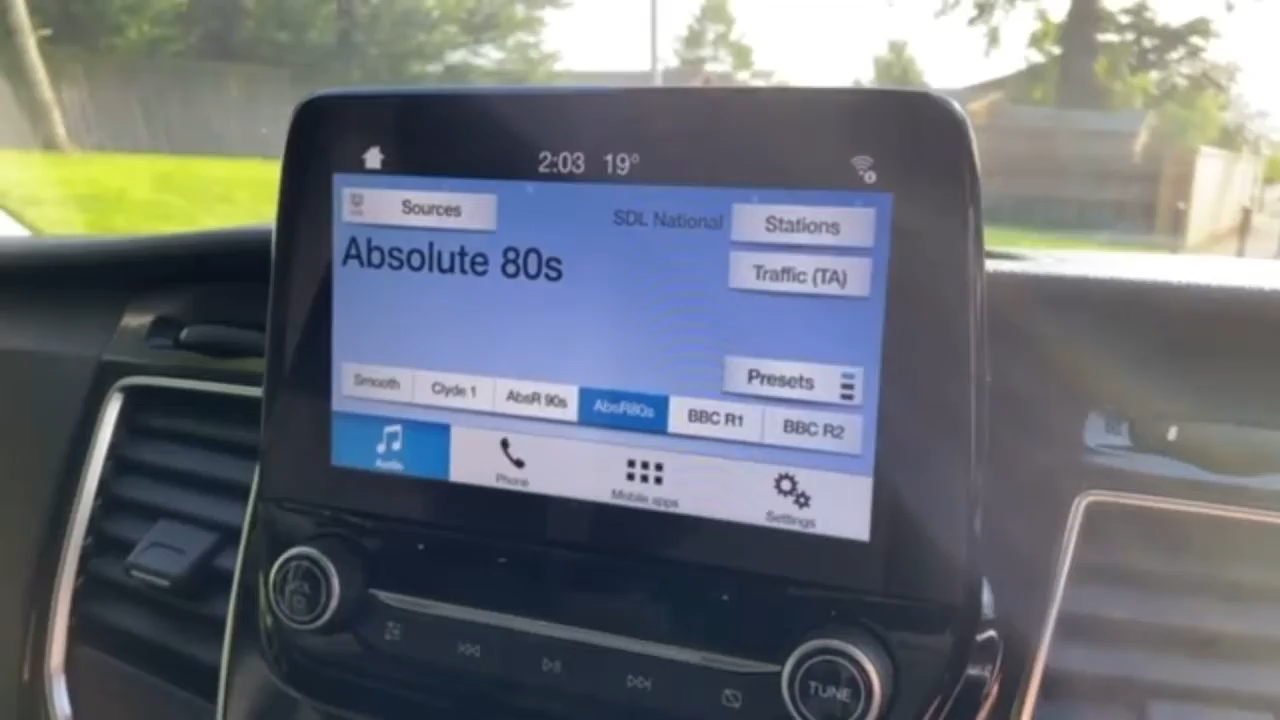 2:03 19°
Sources
SDL National
Stations
Absolute 80s
Traffic (TA)
Presets
Smooth
Clyde 1
AbsR 90s
AbsR80s
BBC R1
BBC R2
Audio
Phone
Mobile apps
Settings
TUNE